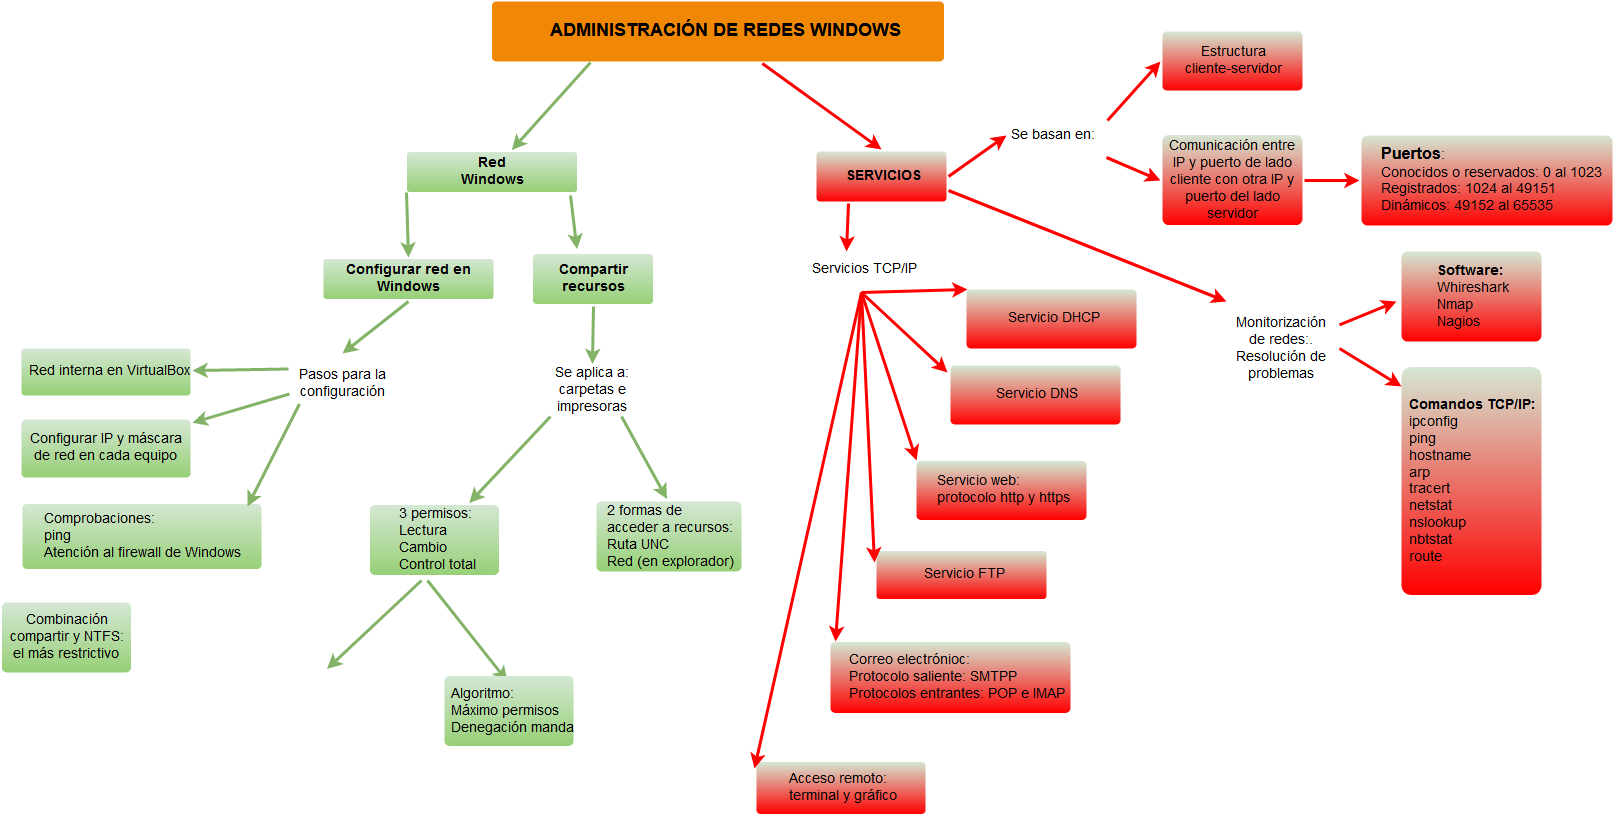 ADMINISTRACIÓN DE REDES WINDOWS
Red
Windows
Configurar red en
Windows
Compartir
recursos
Pasos para la
configuración
Red interna en VirtualBox
Configurar IP y máscara
de red en cada equipo
Comprobaciones:
ping
Atención al firewall de Windows
Se aplica a:
carpetas e
impresoras
3 permisos:
Lectura
Cambio
Control total
2 formas de
acceder a recursos:
Ruta UNC
Red (en explorador)
Combinación
compartir y NTFS:
el más restrictivo
Algoritmo:
Máximo permisos
Denegación manda
SERVICIOS
Se basan en:
Estructura
cliente-servidor
Comunicación entre
IP y puerto de lado
cliente con otra IP y
puerto del lado
servidor
Puertos:
Conocidos o reservados: 0 al 1023
Registrados: 1024 al 49151
Dinámicos: 49152 al 65535
Servicios TCP/IP
Servicio DHCP
Servicio DNS
Servicio web:
protocolo http y https
Servicio FTP
Correo electrónioc:
Protocolo saliente: SMTPP
Protocolos entrantes: POP e IMAP
Acceso remoto:
terminal y gráfico
Monitorización
de redes:.
Resolución de
problemas
Software:
Whireshark
Nmap
Nagios
Comandos TCP/IP:
ipconfig
ping
hostname
arp
tracert
netstat
nslookup
nbtstat
route